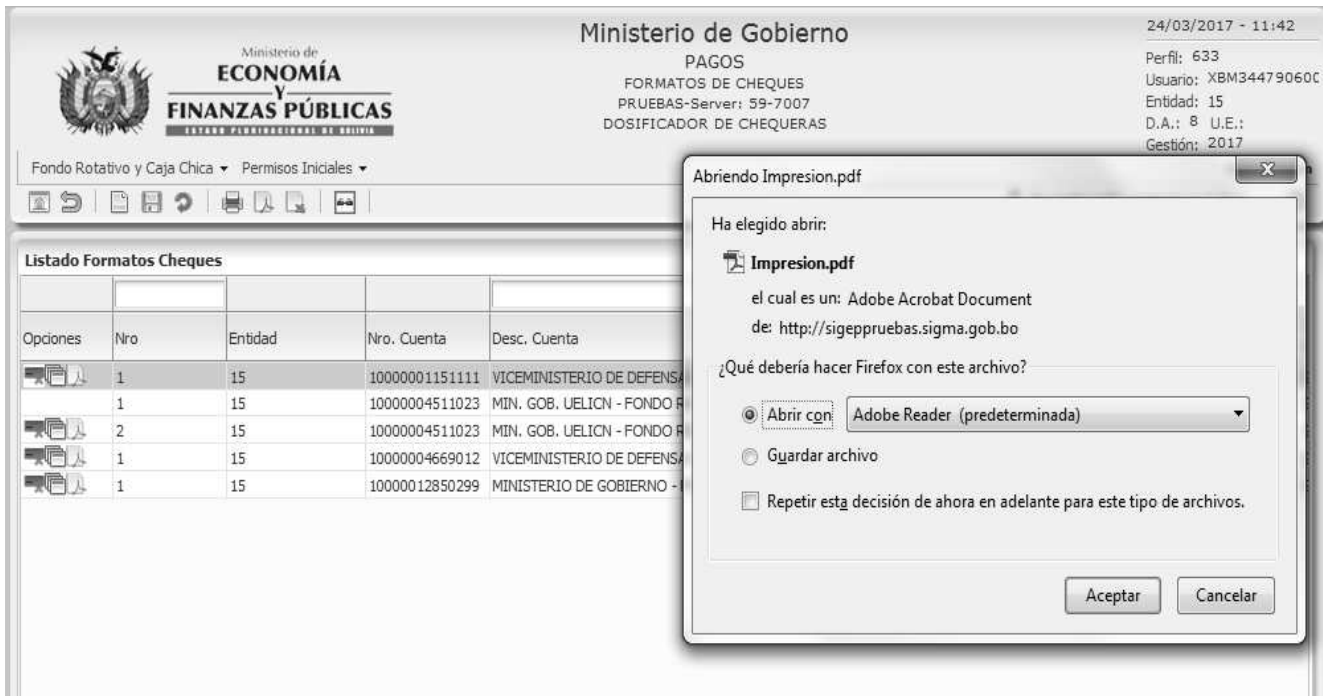 Ministerio de
ECONOMÍA
Y
FINANZAS PÚBLICAS
ESTADO PLURINACIONAL DE BOLIVIA
Ministerio de Gobierno
PAGOS
FORMATOS DE CHEQUES
PRUEBAS-Server: 59-7007
DOSIFICADOR DE CHEQUERAS
24/03/2017 - 11:42
Perfil: 633
Usuario: XBM34479060C
Entidad: 15
D.A.: 8 U.E.:
Gestión: 2017
Fondo Rotativo y Caja Chica Permisos Iniciales
Listado Formatos Cheques
Opciones Nro Entidad Nro. Cuenta Desc. Cuenta
1 15 10000001151111 VICEMINISTERIO DE DEFENSA
1 15 10000004511023 MIN. GOB. UELICN - FONDO R
2 15 10000004511023 MIN. GOB. UELICN - FONDO R
1 15 10000004669012 VICEMINISTERIO DE DEFENSA
1 15 10000012850299 MINISTERIO DE GOBIERNO -
Abriendo Impresion.pdf
Ha elegido abrir:
Impresion.pdf
el cual es un: Adobe Acrobat Document
de: http://sigeppruebas.sigma.gob.bo
¿Qué debería hacer Firefox con este archivo?
Abrir con Adobe Reader (predeterminada)
Guardar archivo
Repetir esta decisión de ahora en adelante para este tipo de archivos.
Aceptar Cancelar